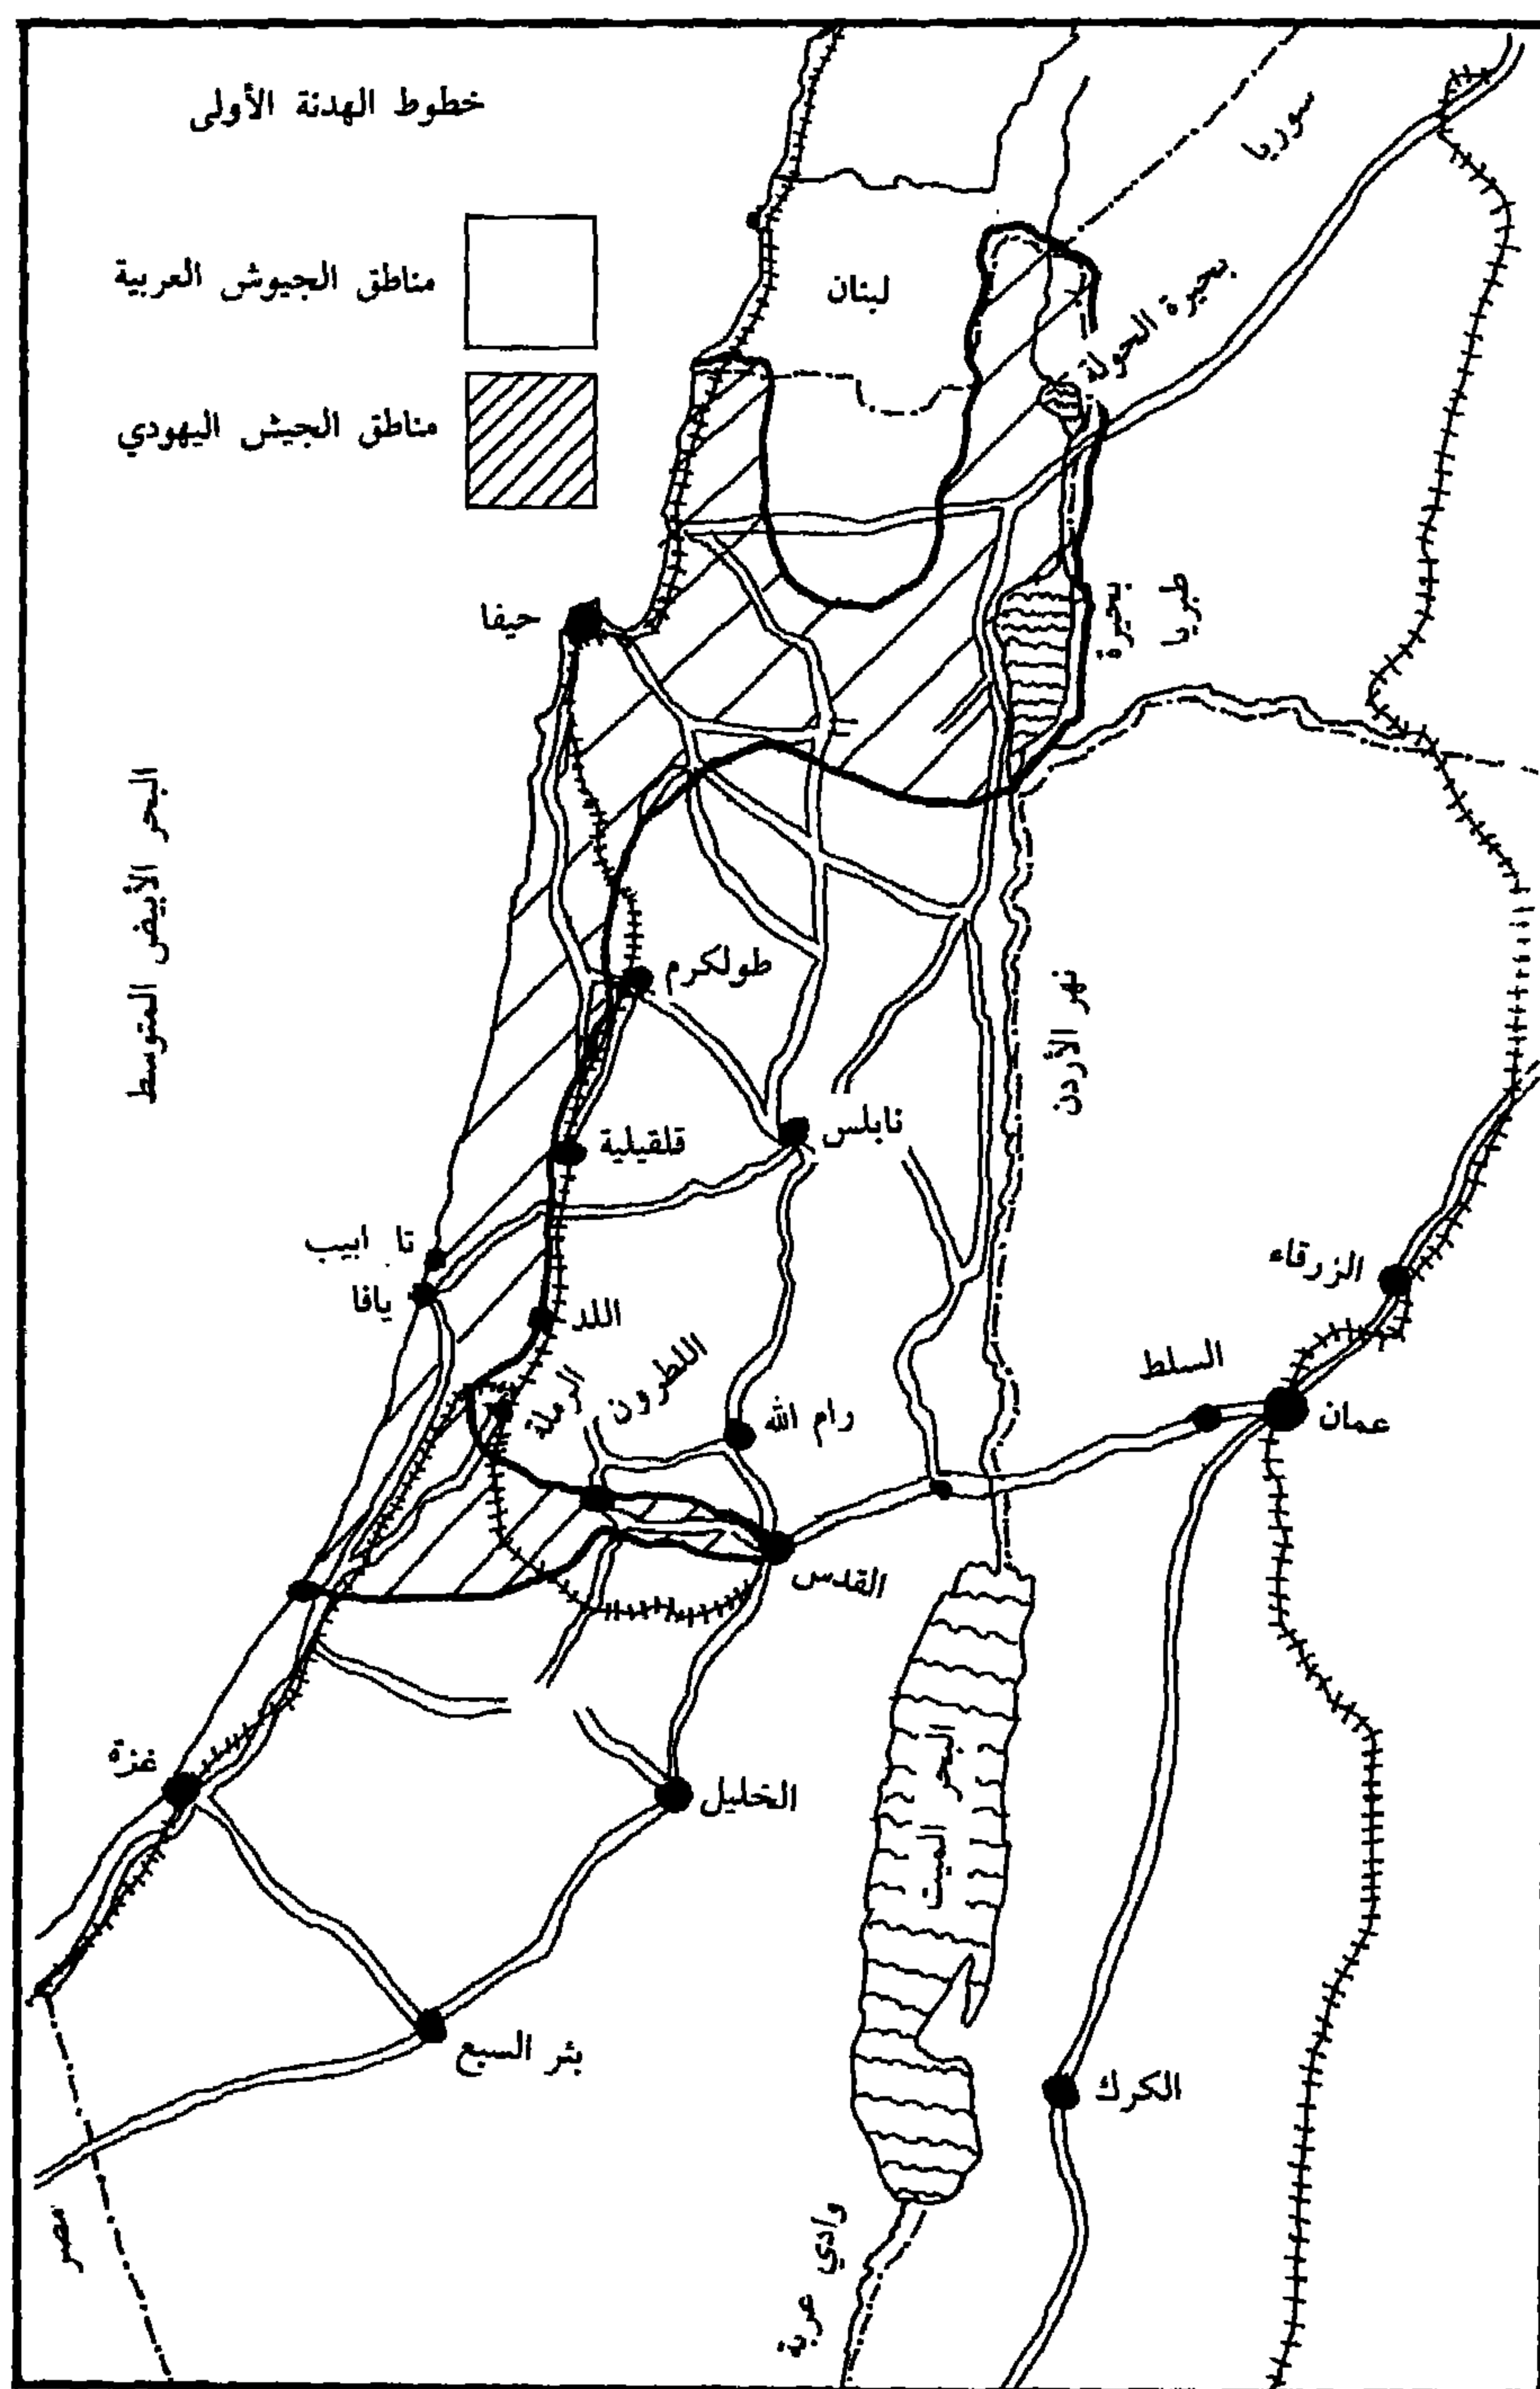 خطوط الهدنة الأولى
مناطق الجيوش العربية
مناطق الجيش اليهودي
سوريا
لبنان
بحيرة الحولة
بحيرة
طبريا
حيفا
البحر الأبيض المتوسط
طولكرم
نهر الأردن
نابلس
قلقيلية
تا ابيب
يافا
اللد
الزرقاء
السلط
عمان
اللطرون
الرملة
رام الله
القدس
البحر
الميت
غزة
الخليل
بئر السبع
الكرك
مصر
وادي عربة